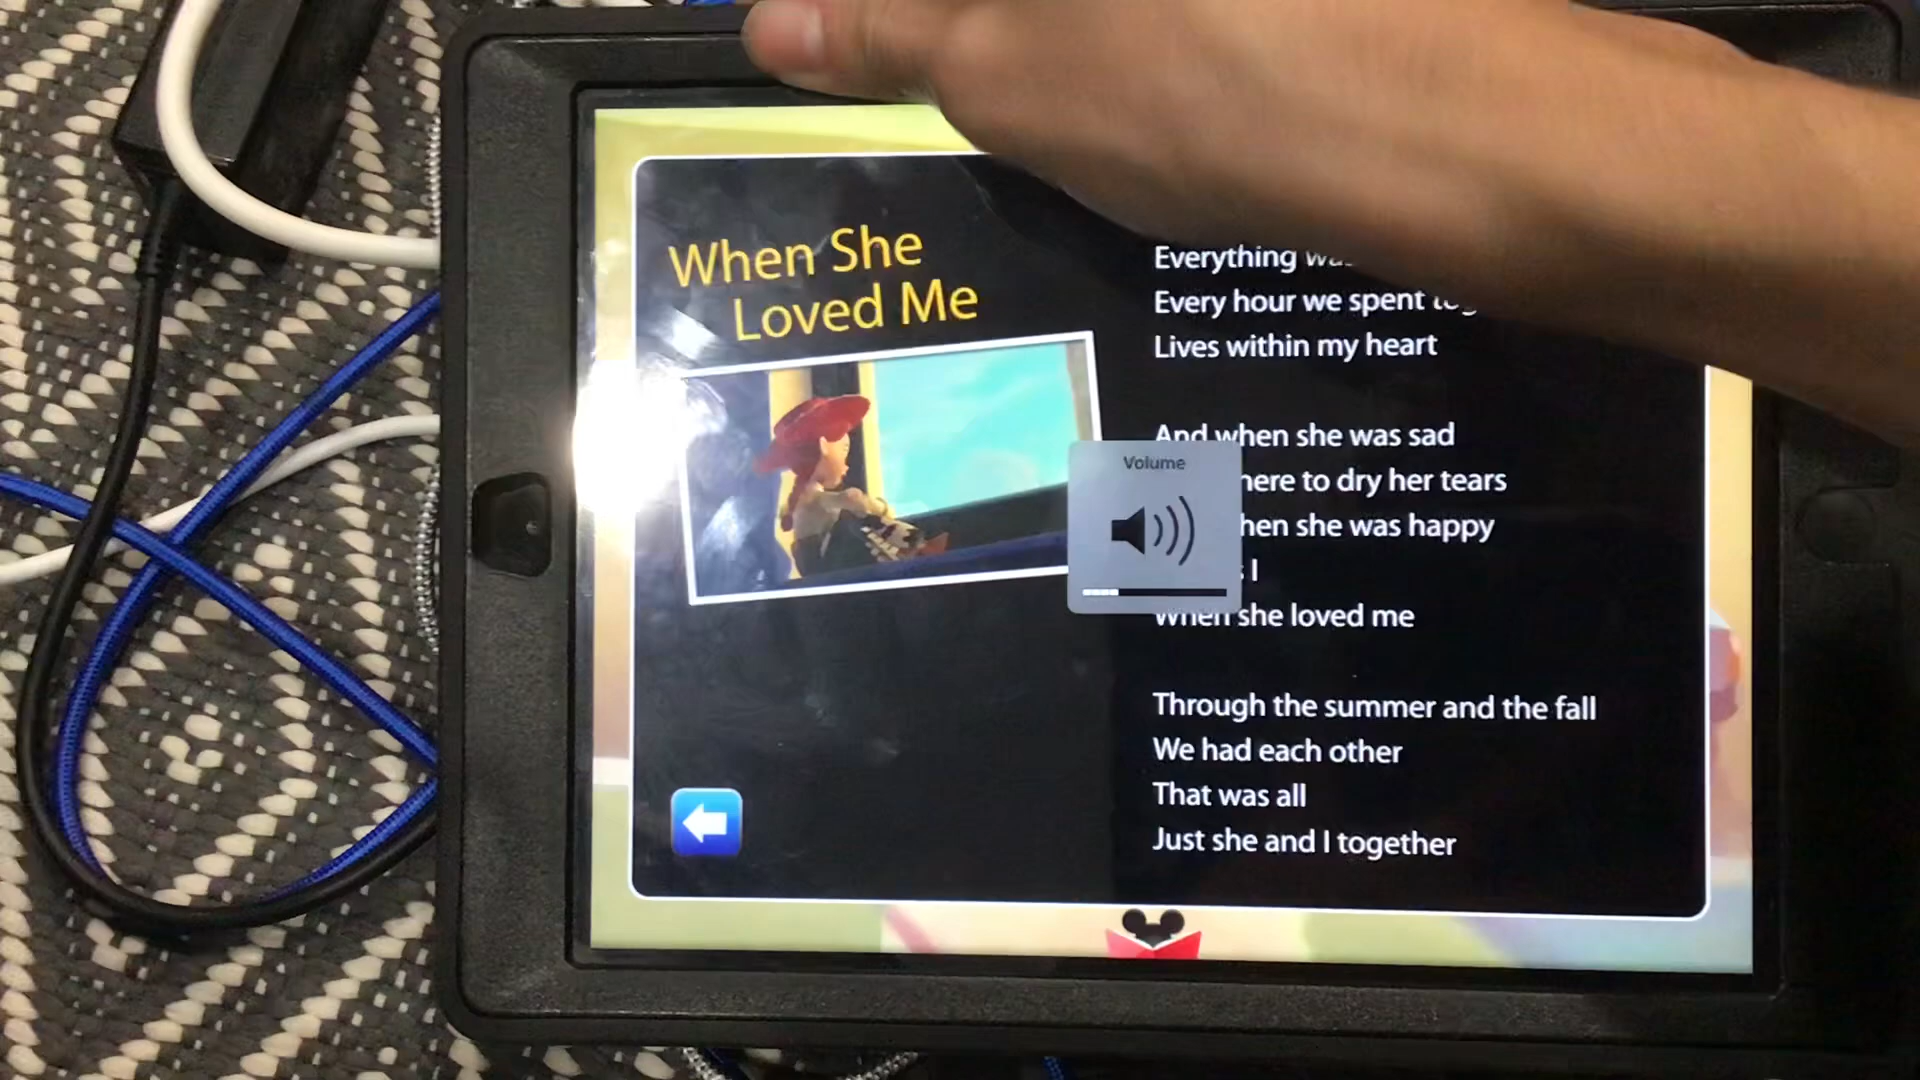 When She
Loved Me
Everything
Every hour we spent
Lives within my heart
And when she was sad
here to dry her tears
hen she was happy
I
When she loved me
Through the summer and the fall
We had each other
That was all
Just she and I together
Volume